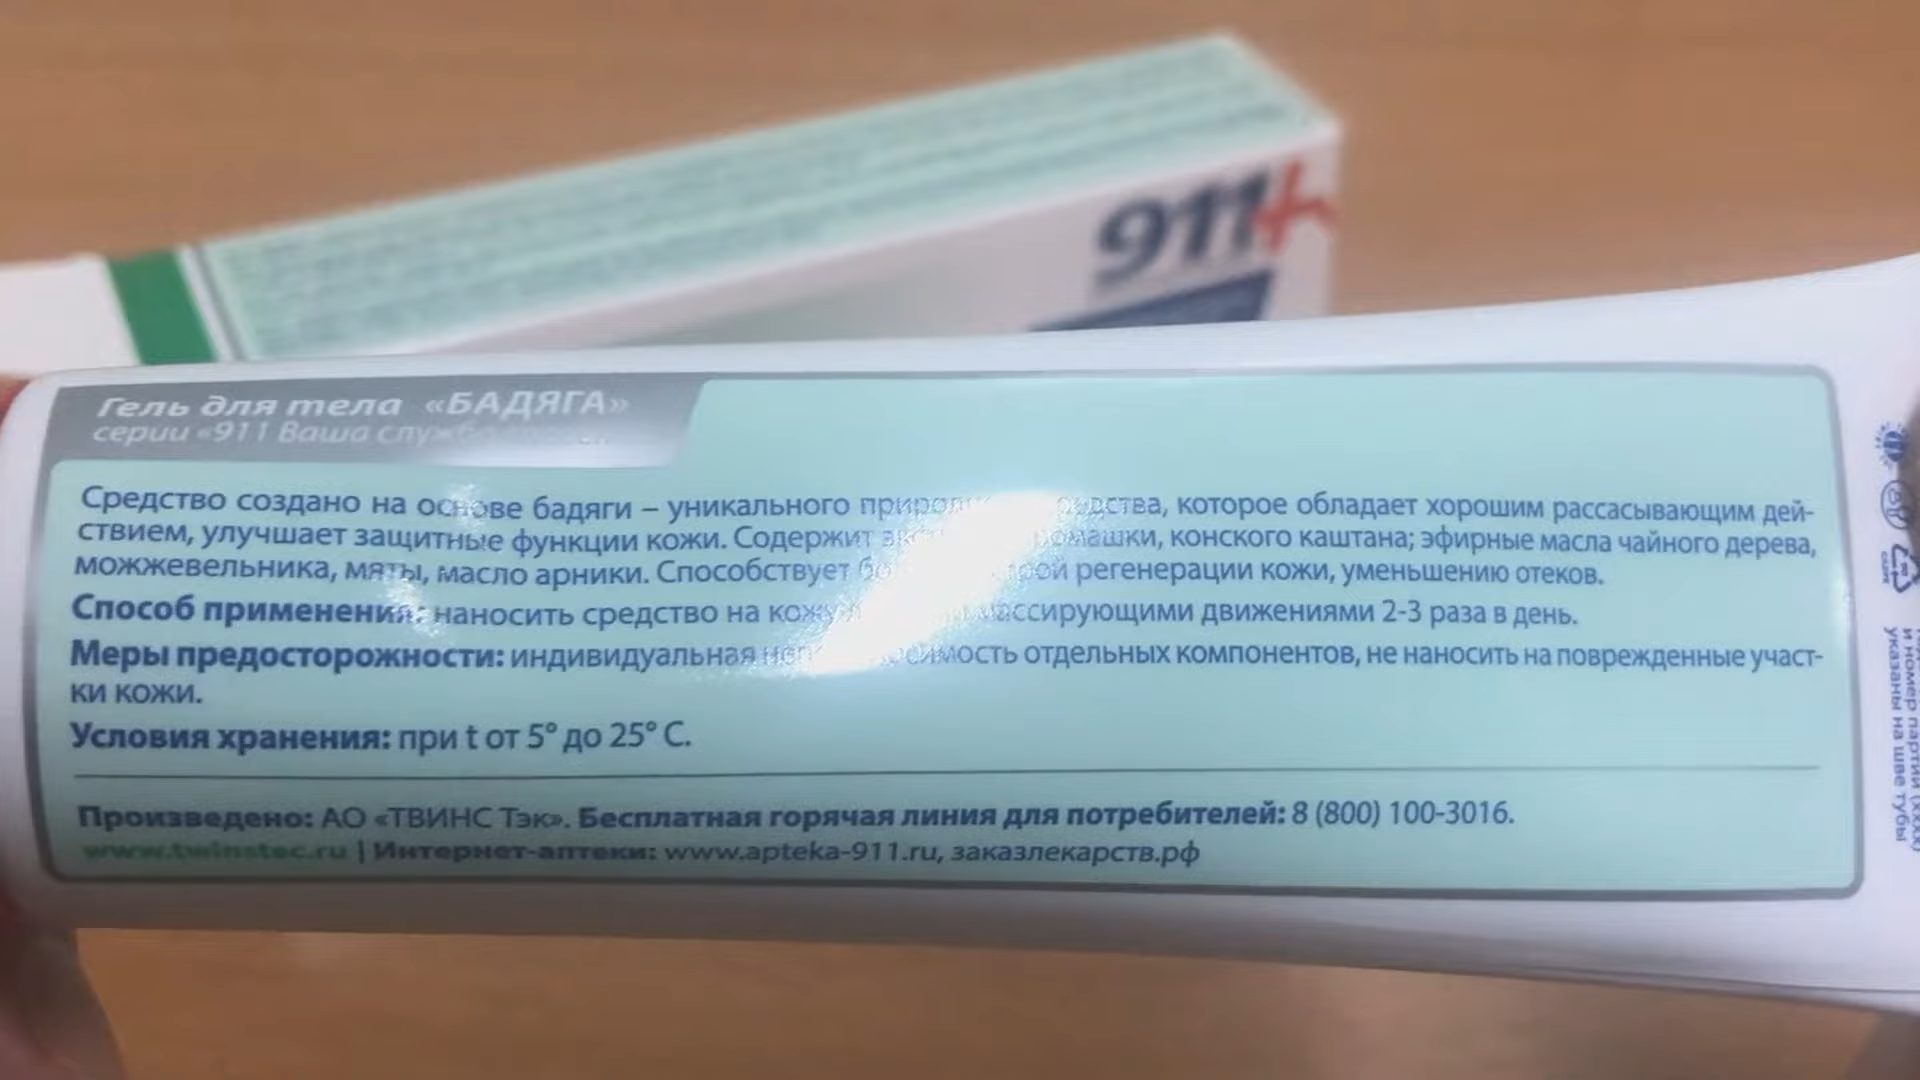 911+
Гель для тела «БАДЯГА»
серии «911 Ваша
Средство создано на основе бадяги – уникального которое обладает хорошим рассасывающим дей-
ствием, улучшает защитные функции кожи. Содержит ромашки, конского каштана; эфирные масла чайного дерева,
можжевельника, мяты, масло арники. Способствует регенерации кожи, уменьшению отеков.
Способ применения: наносить средство на кожу массирующими движениями 2-3 раза в день.
Меры предосторожности: индивидуальная отдельных компонентов, не наносить на поврежденные участ-
ки кожи.
Условия хранения: при t от 5° до 25° С.
Произведено: АО «ТВИНС Тэк». Бесплатная горячая линия для потребителей: 8 (800) 100-3016.
www.twinstec.ru | Интернет-аптеки: www.apteka-911.ru, заказлекарств.рф
и номер партии (xxxx)
указаны на шве тубы